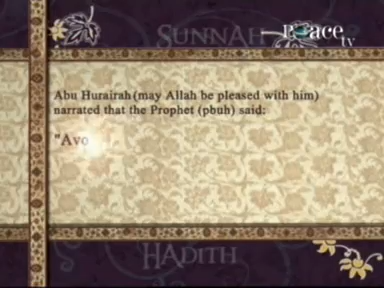 SUNNAH
Peace
tv
Abu Hurairah (may Allah be pleased with him)
narrated that the Prophet (pbuh) said:
"Avo
HADITH